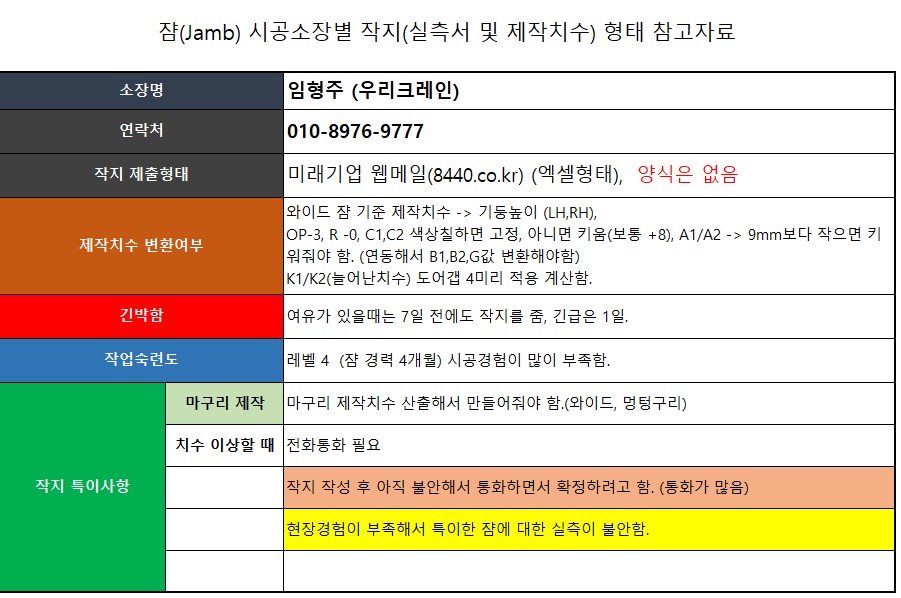 쟘(Jamb) 시공소장별 작지(실측서 및 제작치수) 형태 참고자료
소장명
임형주 (우리크레인)
연락처
010-8976-9777
작지 제출형태
미래기업 웹메일(8440.co.kr) (엑셀형태), 양식은 없음
제작치수 변환여부
와이드 쟘 기준 제작치수 -> 기둥높이 (LH,RH),
OP-3, R -0, C1,C2 색상칠하면 고정, 아니면 키움(보통 +8), A1/A2 -> 9mm보다 작으면 키
워줘야 함. (연동해서 B1,B2,G값 변환해야함)
K1/K2(늘어난치수) 도어갭 4미리 적용 계산함.
긴박함
여유가 있을때는 7일 전에도 작지를 줌, 긴급은 1일.
작업숙련도
레벨 4 (쟘 경력 4개월) 시공경험이 많이 부족함.
작지 특이사항
마구리 제작
마구리 제작치수 산출해서 만들어줘야 함.(와이드, 멍텅구리)
치수 이상할 때
전화통화 필요
작지 작성 후 아직 불안해서 통화하면서 확정하려고 함. (통화가 많음)
현장경험이 부족해서 특이한 쟘에 대한 실측이 불안함.